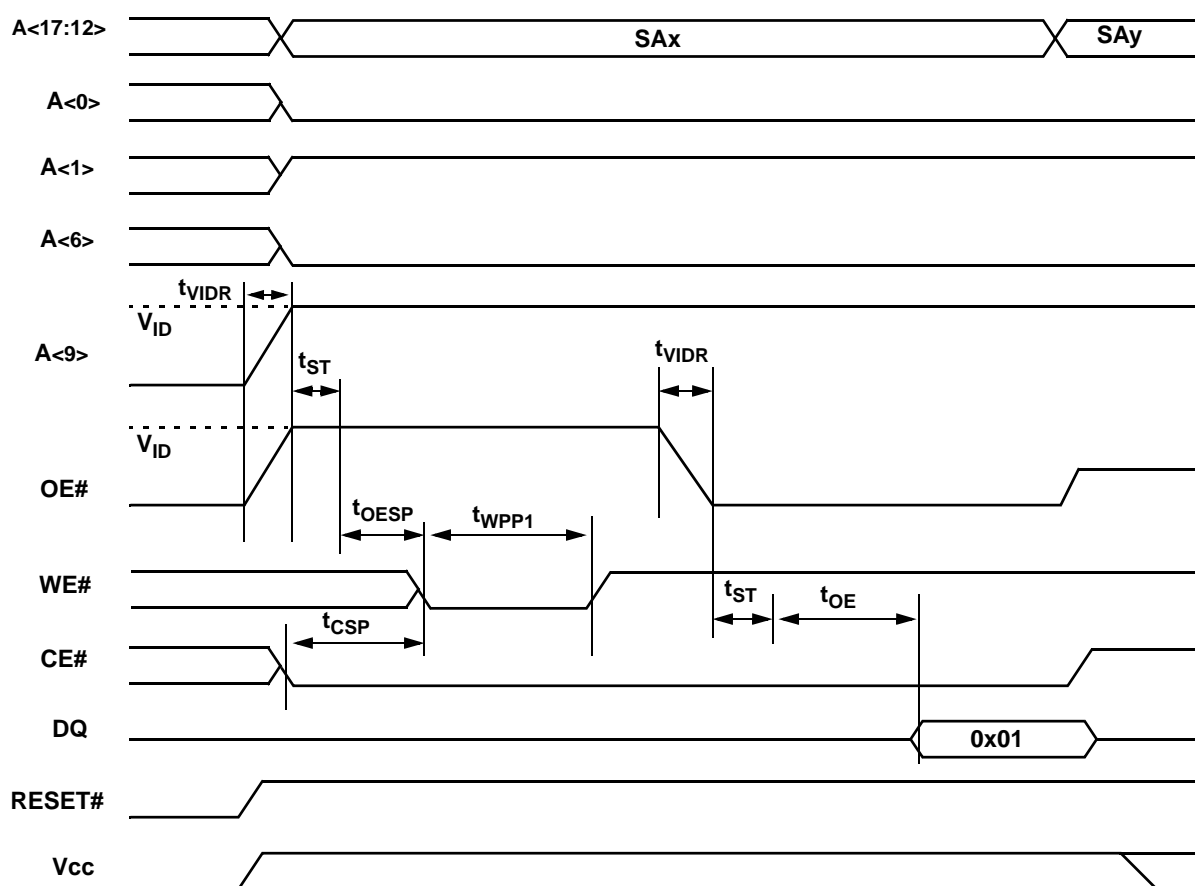 A<17:12>
SAx
SAy
A<0>
A<1>
A<6>
tVIDR
VID
A<9>
tST
tVIDR
VID
OE#
tOESP
tWPP1
WE#
tST
tOE
tCSP
CE#
DQ
0x01
RESET#
Vcc